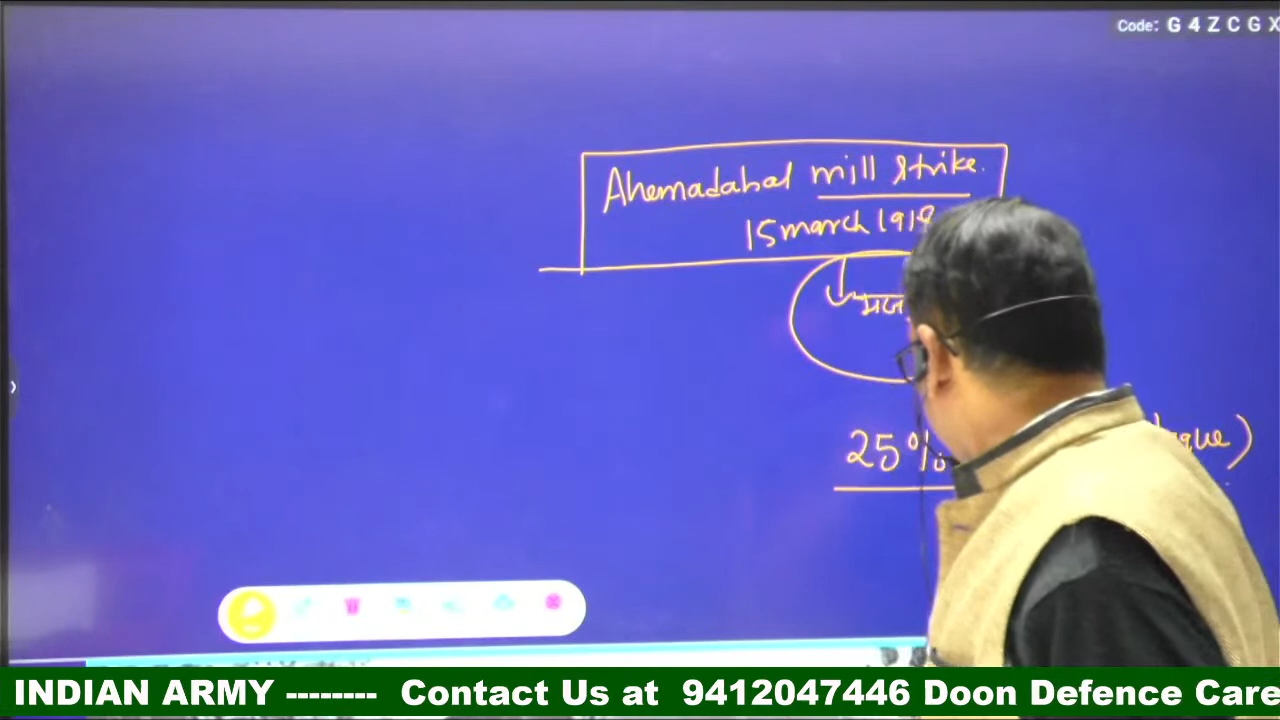 Code: G 4 Z C G X
Ahemadabad mill strike.
15 march 1918
25%
INDIAN ARMY -------- Contact Us at 9412047446 Doon Defence Care